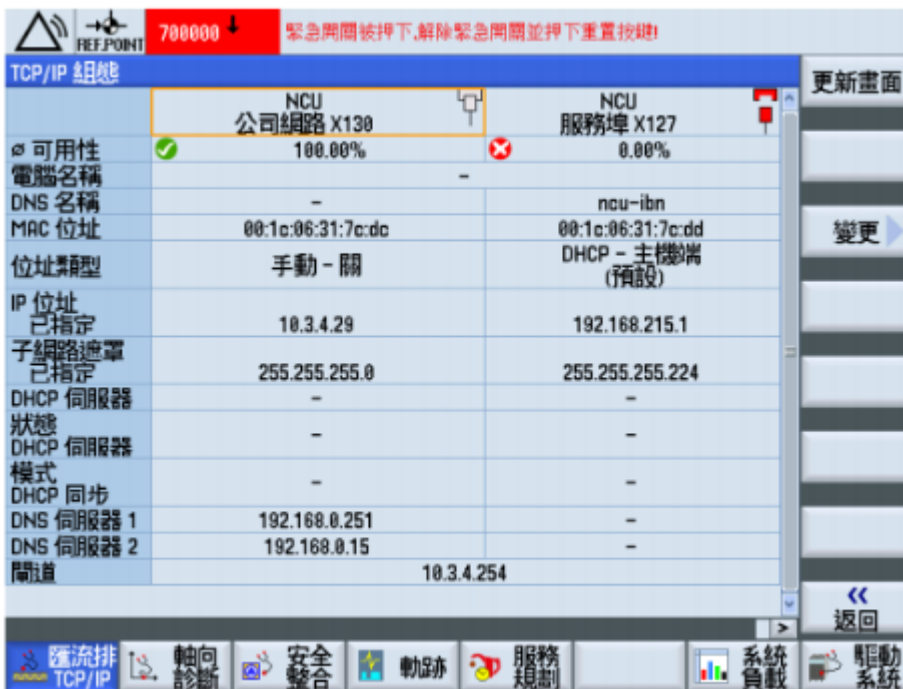 REF.POINT
700000 ↓
緊急開關被押下,解除緊急開關並押下重置按鍵!
TCP/IP 組態
更新畫面
NCU
公司網路 X130
NCU
服務埠 X127
ø 可用性 100.00% 0.00%
電腦名稱 -
DNS 名稱 - ncu-ibn
MAC 位址 00:1c:06:31:7c:dc 00:1c:06:31:7c:dd
變更
位址類型 手動 - 關 DHCP - 主機端
(預設)
IP 位址
已指定 10.3.4.29 192.168.215.1
子網路遮罩
已指定 255.255.255.0 255.255.255.224
DHCP 伺服器 - -
狀態
DHCP 伺服器 - -
模式
DHCP 同步 - -
DNS 伺服器 1 192.168.0.251 -
DNS 伺服器 2 192.168.0.15 -
閘道 10.3.4.254
«
返回
>
匯流排
TCP/IP
軸向
診斷
安全
整合
軌跡
服務
規劃
系統
負載
驅動
系統